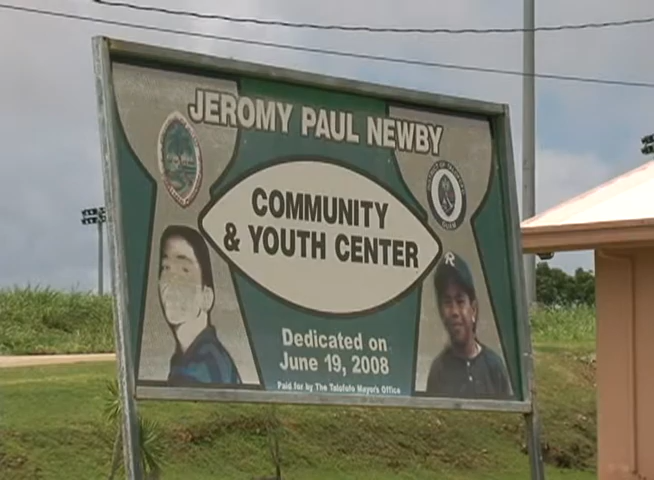 JEROMY PAUL NEWBY
COMMUNITY
& YOUTH CENTER
Dedicated on
June 19, 2008
Paid for by The Talofofo Mayor's Office
R